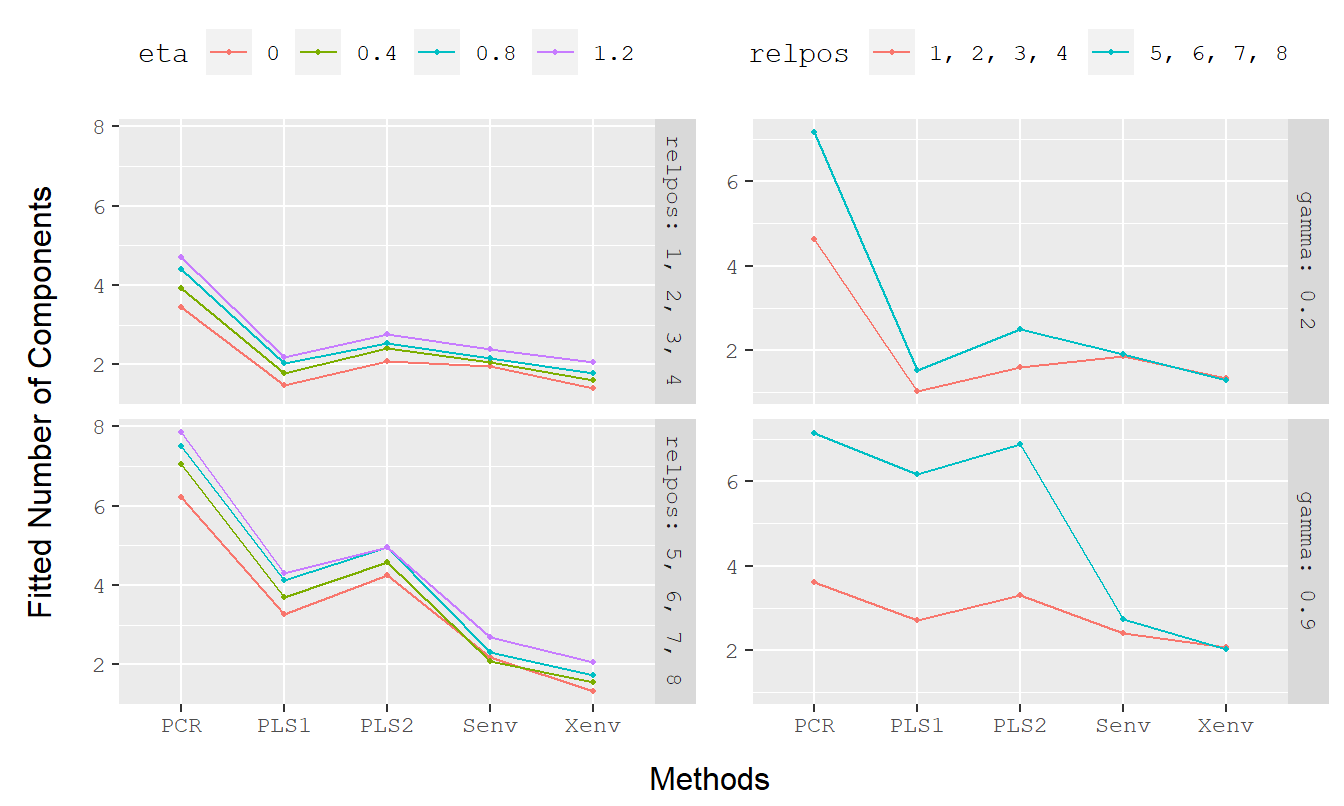 eta 0 0.4 0.8 1.2
relpos 1, 2, 3, 4 5, 6, 7, 8
Fitted Number of Components
8
6
4
2
relpos: 1, 2, 3, 4
8
6
4
2
relpos: 5, 6, 7, 8
PCR PLS1 PLS2 Senv Xenv
6
4
2
gamma: 0.2
6
4
2
gamma: 0.9
PCR PLS1 PLS2 Senv Xenv
Methods